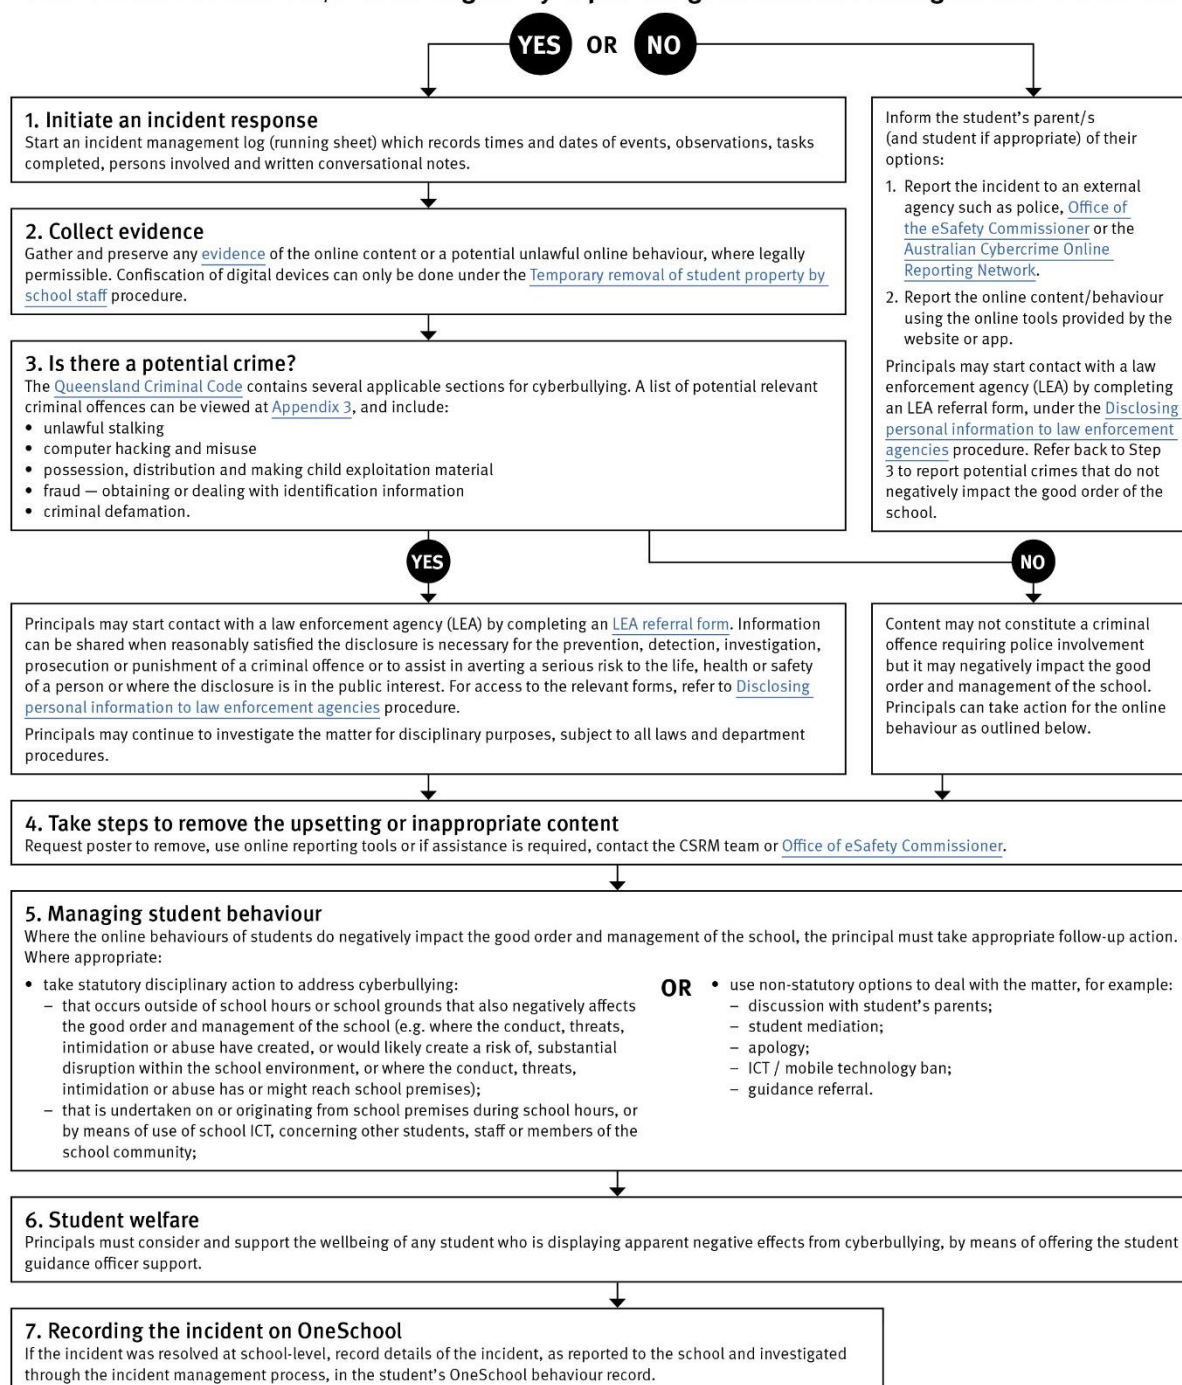 YES OR NO
1. Initiate an incident response
Start an incident management log (running sheet) which records times and dates of events, observations, tasks
completed, persons involved and written conversational notes.
2. Collect evidence
Gather and preserve any evidence of the online content or a potential unlawful online behaviour, where legally
permissible. Confiscation of digital devices can only be done under the Temporary removal of student property by
school staff procedure.
3. Is there a potential crime?
The Queensland Criminal Code contains several applicable sections for cyberbullying. A list of potential relevant
criminal offences can be viewed at Appendix 3, and include:
• unlawful stalking
• computer hacking and misuse
• possession, distribution and making child exploitation material
• fraud — obtaining or dealing with identification information
• criminal defamation.
Inform the student's parent/s
(and student if appropriate) of their
options:
1. Report the incident to an external
agency such as police, Office of
the eSafety Commissioner or the
Australian Cybercrime Online
Reporting Network.
2. Report the online content/behaviour
using the online tools provided by the
website or app.
Principals may start contact with a law
enforcement agency (LEA) by completing
an LEA referral form, under the Disclosing
personal information to law enforcement
agencies procedure. Refer back to Step
3 to report potential crimes that do not
negatively impact the good order of the
school.
YES
NO
Principals may start contact with a law enforcement agency (LEA) by completing an LEA referral form. Information
can be shared when reasonably satisfied the disclosure is necessary for the prevention, detection, investigation,
prosecution or punishment of a criminal offence or to assist in averting a serious risk to the life, health or safety
of a person or where the disclosure is in the public interest. For access to the relevant forms, refer to Disclosing
personal information to law enforcement agencies procedure.
Principals may continue to investigate the matter for disciplinary purposes, subject to all laws and department
procedures.
Content may not constitute a criminal
offence requiring police involvement
but it may negatively impact the good
order and management of the school.
Principals can take action for the online
behaviour as outlined below.
4. Take steps to remove the upsetting or inappropriate content
Request poster to remove, use online reporting tools or if assistance is required, contact the CSRM team or Office of eSafety Commissioner.
5. Managing student behaviour
Where the online behaviours of students do negatively impact the good order and management of the school, the principal must take appropriate follow-up action.
Where appropriate:
• take statutory disciplinary action to address cyberbullying:
– that occurs outside of school hours or school grounds that also negatively affects
the good order and management of the school (e.g. where the conduct, threats,
intimidation or abuse have created, or would likely create a risk of, substantial
disruption within the school environment, or where the conduct, threats,
intimidation or abuse has or might reach school premises);
– that is undertaken on or originating from school premises during school hours, or
by means of use of school ICT, concerning other students, staff or members of the
school community;
OR
• use non-statutory options to deal with the matter, for example:
– discussion with student's parents;
– student mediation;
– apology;
– ICT / mobile technology ban;
– guidance referral.
6. Student welfare
Principals must consider and support the wellbeing of any student who is displaying apparent negative effects from cyberbullying, by means of offering the student
guidance officer support.
7. Recording the incident on OneSchool
If the incident was resolved at school-level, record details of the incident, as reported to the school and investigated
through the incident management process, in the student's OneSchool behaviour record.